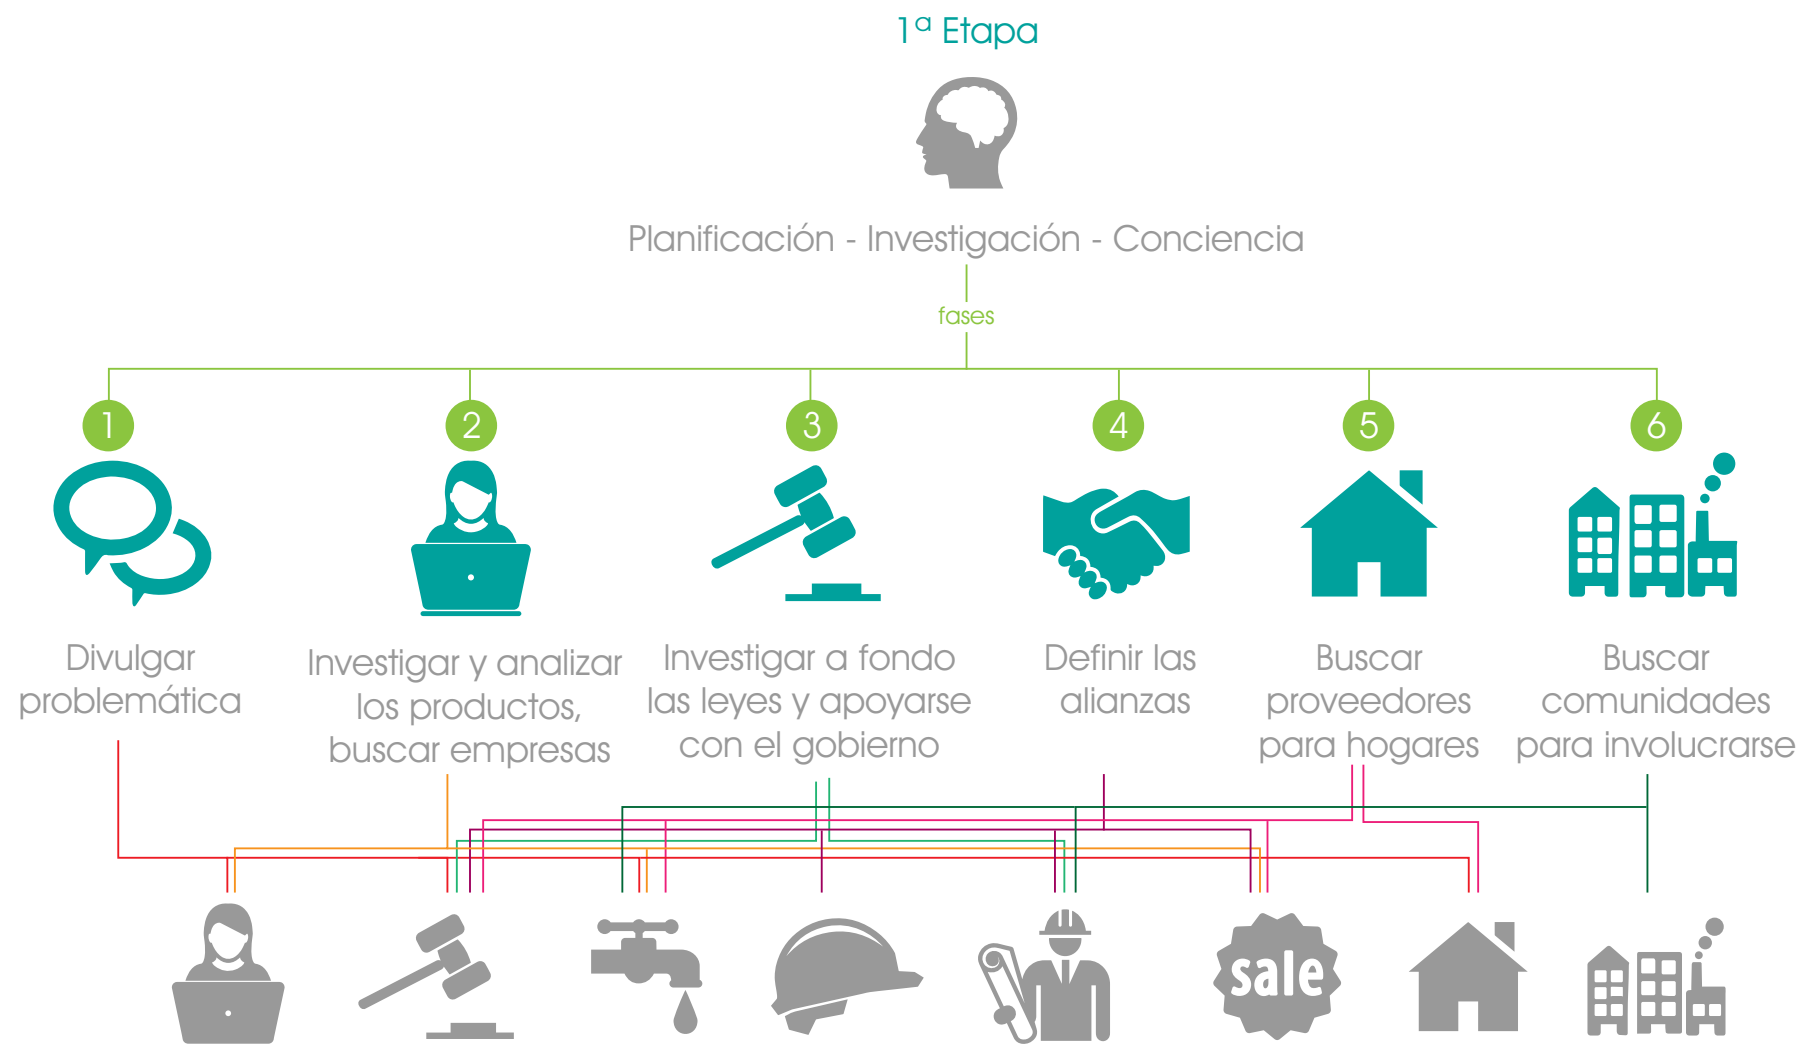 1ª Etapa
Planificación - Investigación - Conciencia
fases
1
2
3
4
5
6
Divulgar
problemática
Investigar y analizar
los productos,
buscar empresas
Investigar a fondo
las leyes y apoyarse
con el gobierno
Definir las
alianzas
Buscar
proveedores
para hogares
Buscar
comunidades
para involucrarse
sale